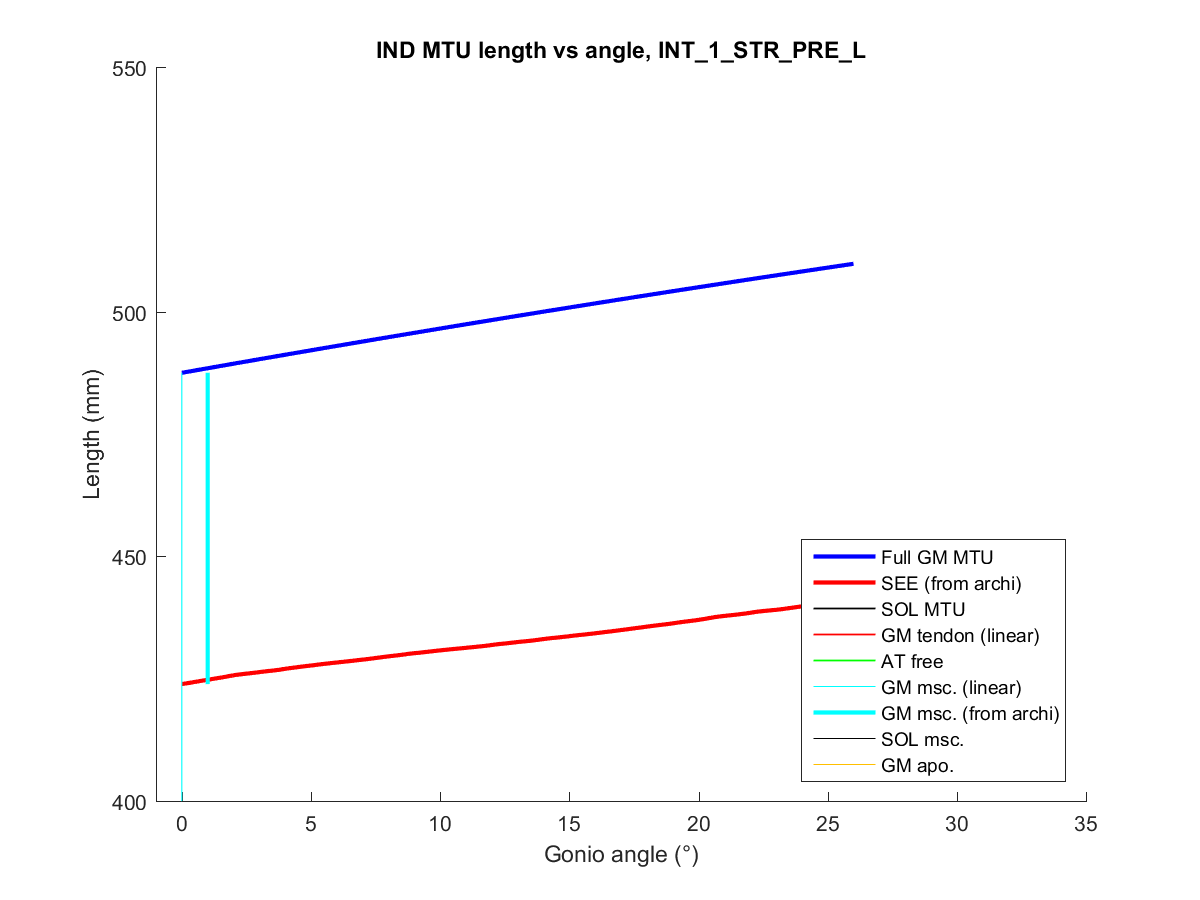 IND MTU length vs angle, INT_1_STR_PRE_L
550
500
450
400
Length (mm)
0 5 10 15 20 25 30 35
Gonio angle (°)
Full GM MTU
SEE (from archi)
SOL MTU
GM tendon (linear)
AT free
GM msc. (linear)
GM msc. (from archi)
SOL msc.
GM apo.